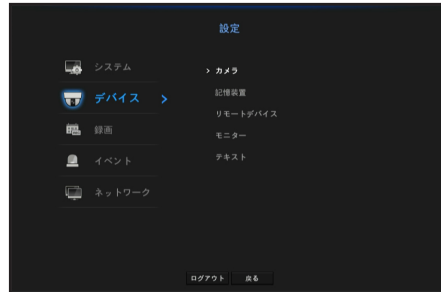 設定
システム
デバイス >
録画
イベント
ネットワーク
> カメラ
記憶装置
リモートデバイス
モニター
テキスト
ログアウト 戻る